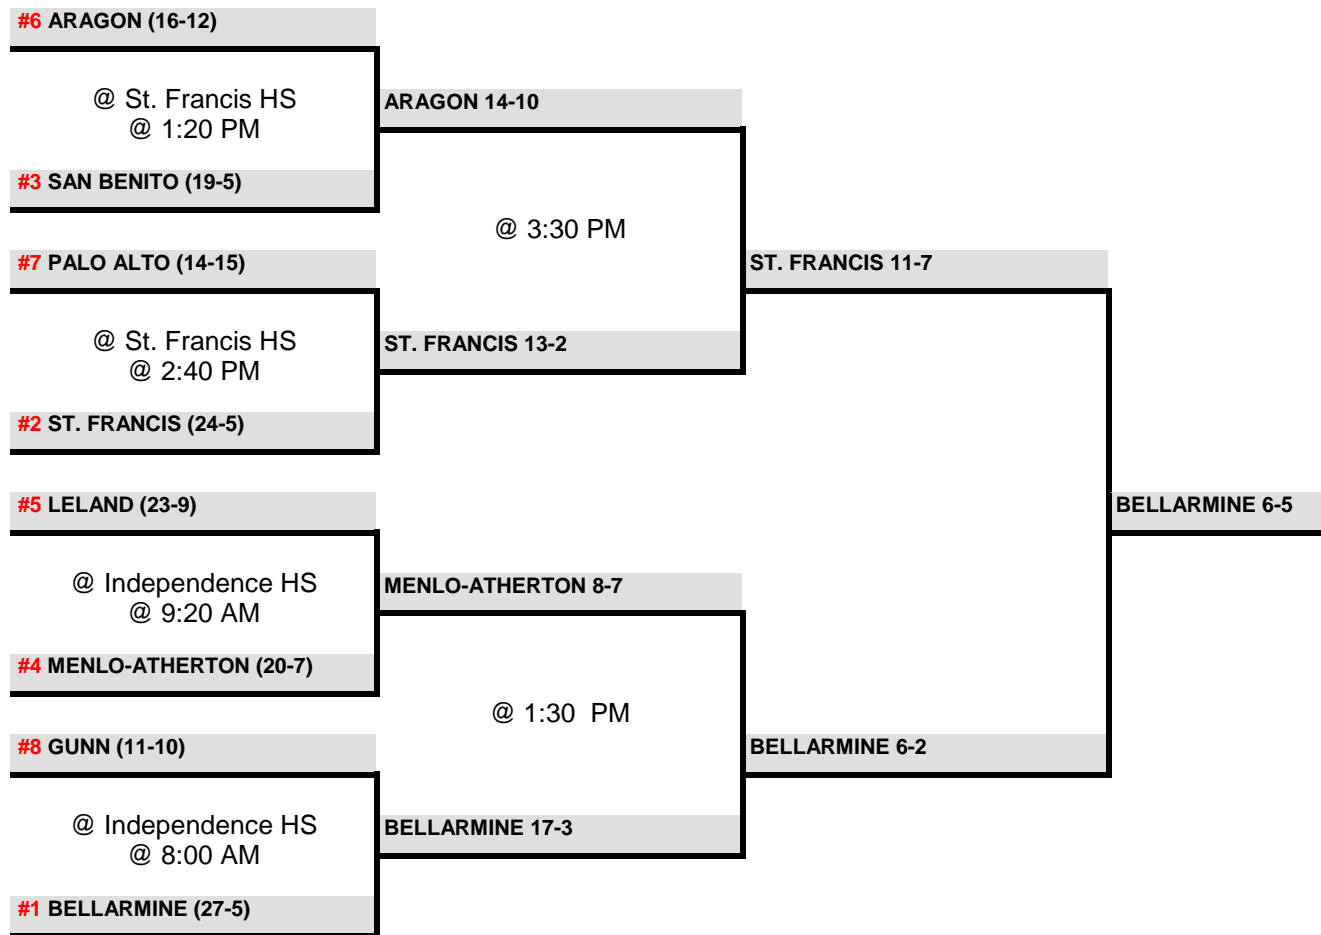 #6 ARAGON (16-12)
@ St. Francis HS
@ 1:20 PM
ARAGON 14-10
#3 SAN BENITO (19-5)
@ 3:30 PM
#7 PALO ALTO (14-15)
ST. FRANCIS 11-7
@ St. Francis HS
@ 2:40 PM
ST. FRANCIS 13-2
#2 ST. FRANCIS (24-5)
#5 LELAND (23-9)
BELLARMINE 6-5
@ Independence HS
@ 9:20 AM
MENLO-ATHERTON 8-7
#4 MENLO-ATHERTON (20-7)
@ 1:30 PM
#8 GUNN (11-10)
BELLARMINE 6-2
@ Independence HS
@ 8:00 AM
BELLARMINE 17-3
#1 BELLARMINE (27-5)